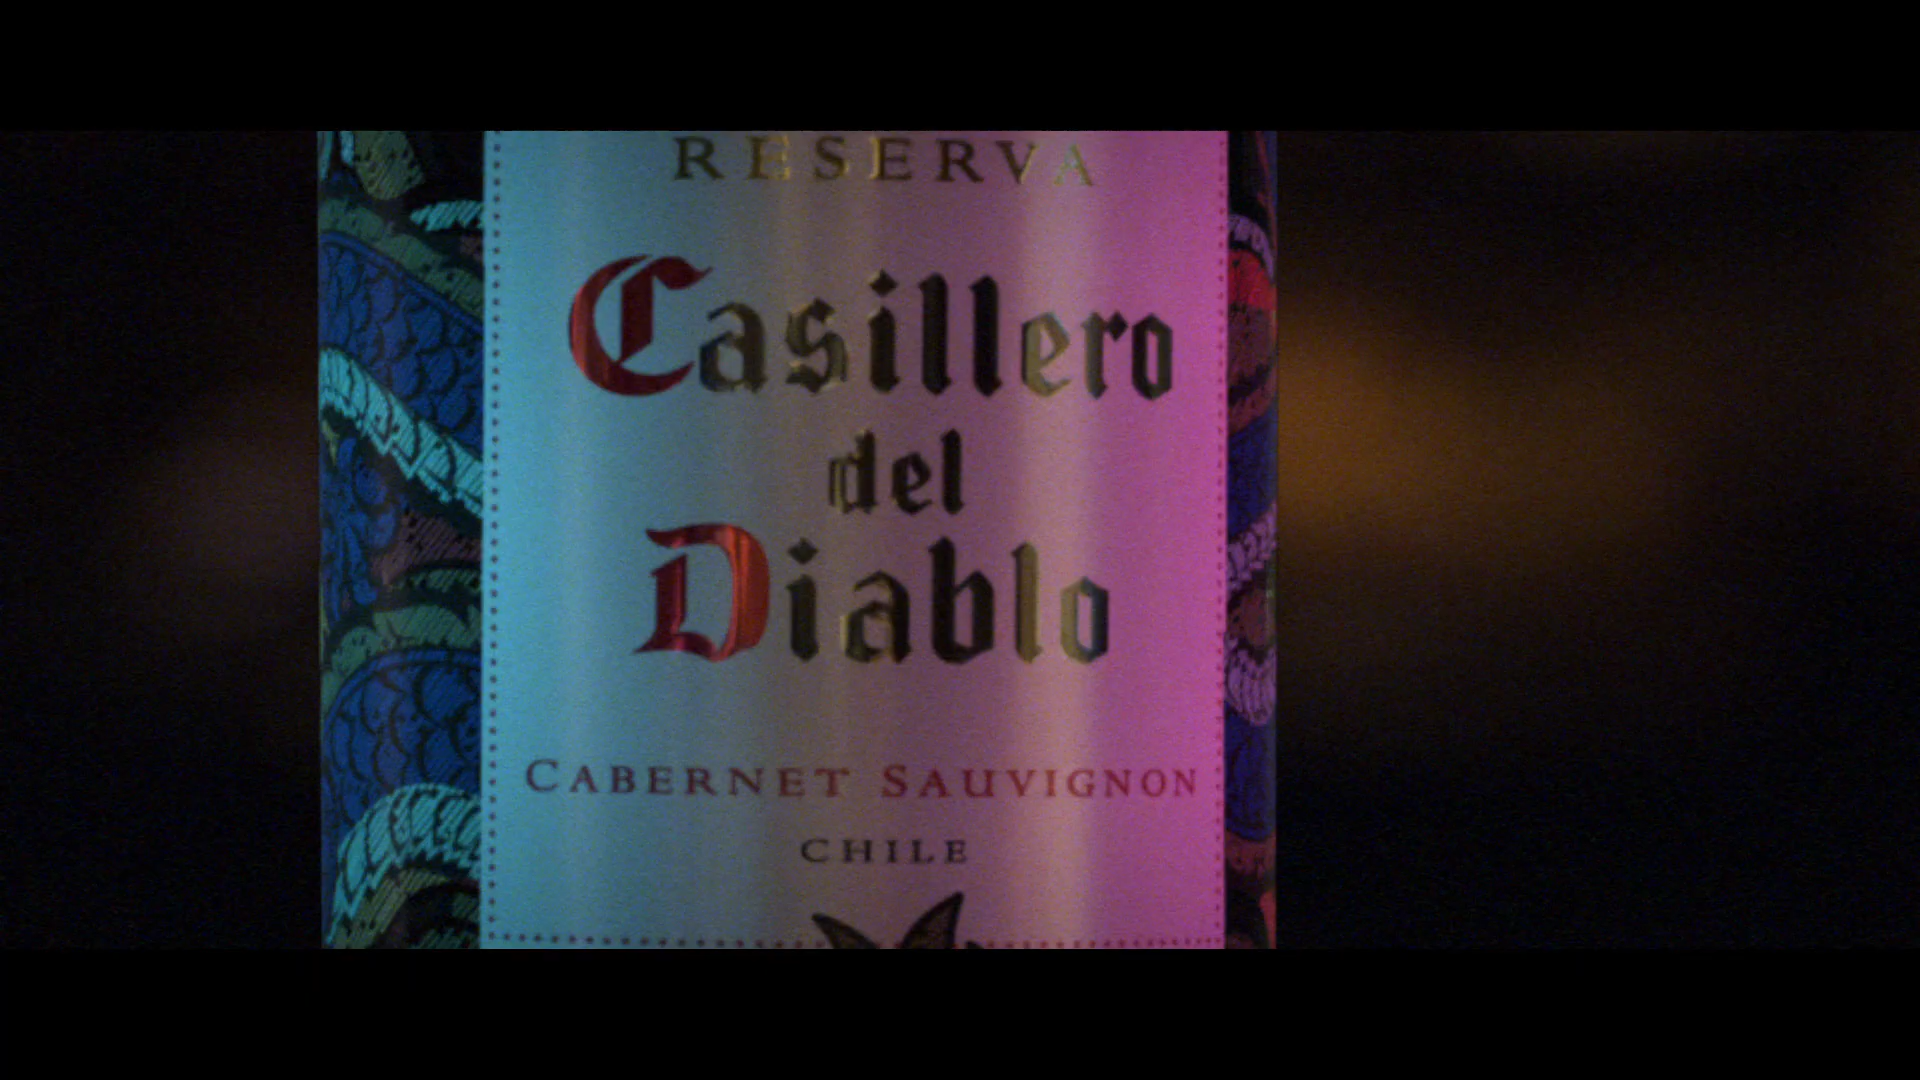 RESERVA
Casillero
del
Diablo
CABERNET SAUVIGNON
CHILE